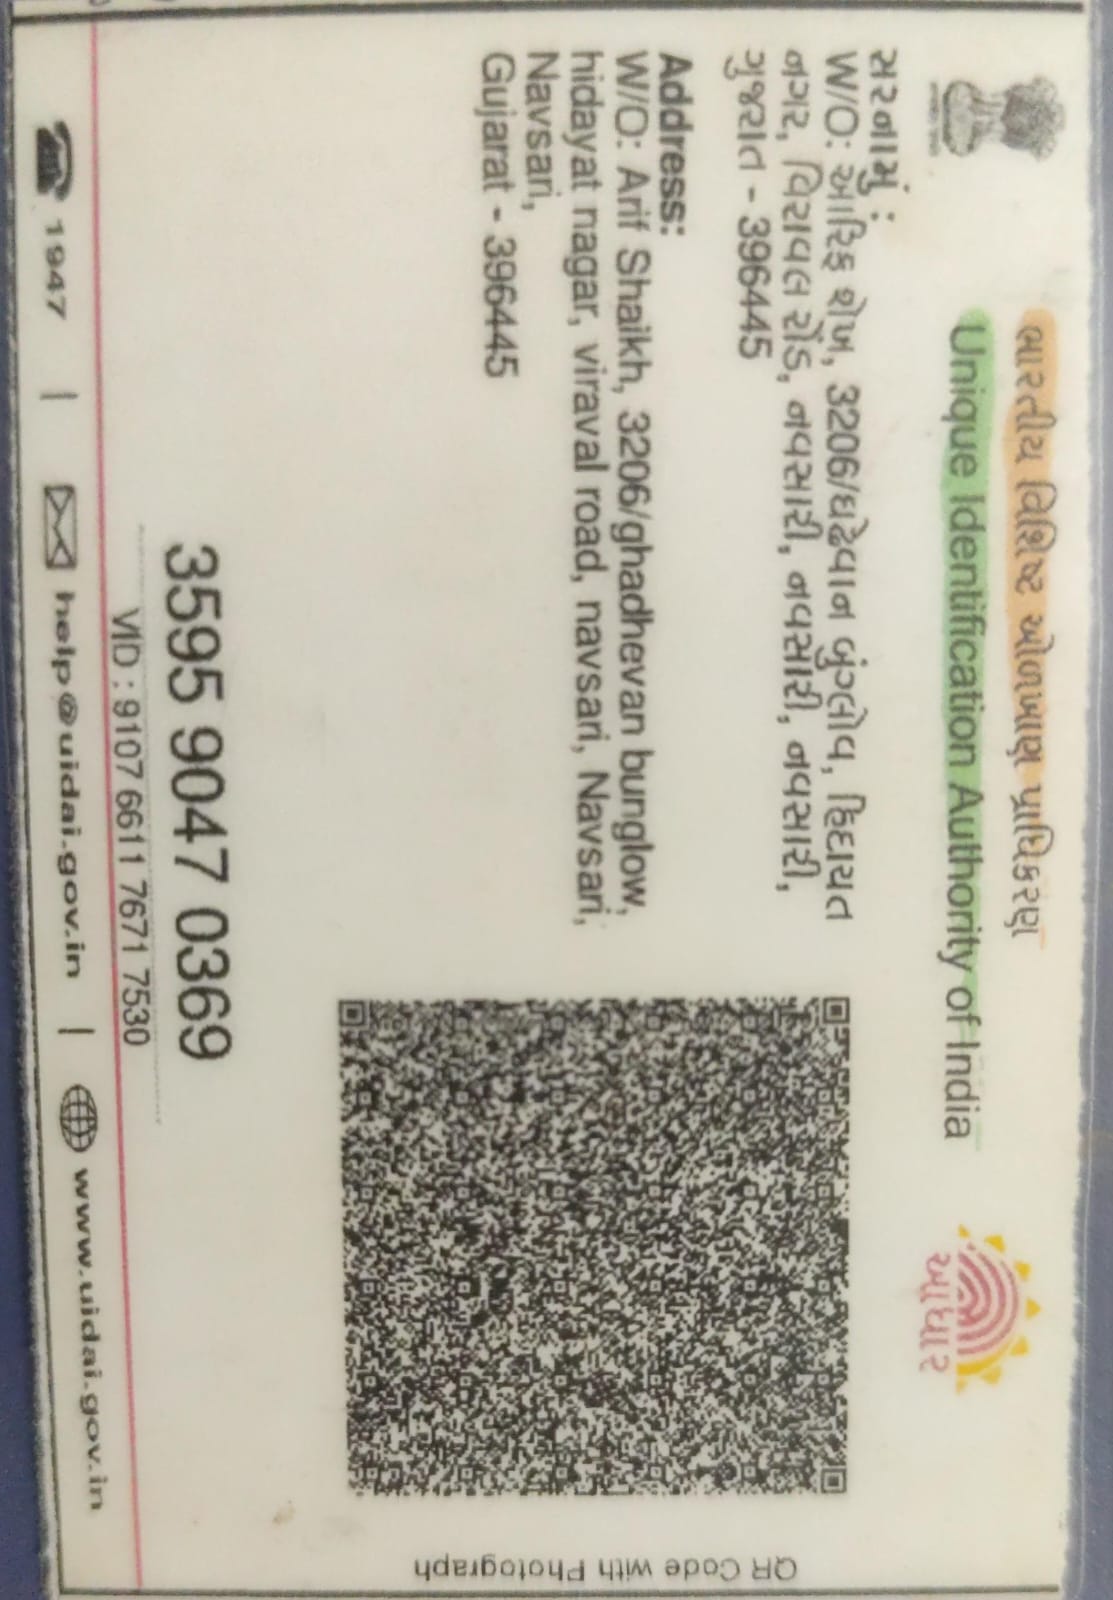 ભારતીય વિશિષ્ટ ઓળખાણ પ્રાધિકરણ
Unique Identification Authority of India
આધાર
સરનામું :
W/O: આરિફ શેખ, 3206/ઘઢેવાન બુંગ્લોવ, હિદાયત
નગર, વિરાવલ રોડ, નવસારી, નવસારી, નવસારી,
ગુજરાત - 396445
Address:
W/O: Arif Shaikh, 3206/ghadhevan bunglow,
hidayat nagar, viraval road, navsari, Navsari,
Navsari,
Gujarat - 396445
QR Code with Photograph
3595 9047 0369
VID : 9107 6611 7671 7530
1947 | help@uidai.gov.in | www.uidai.gov.in